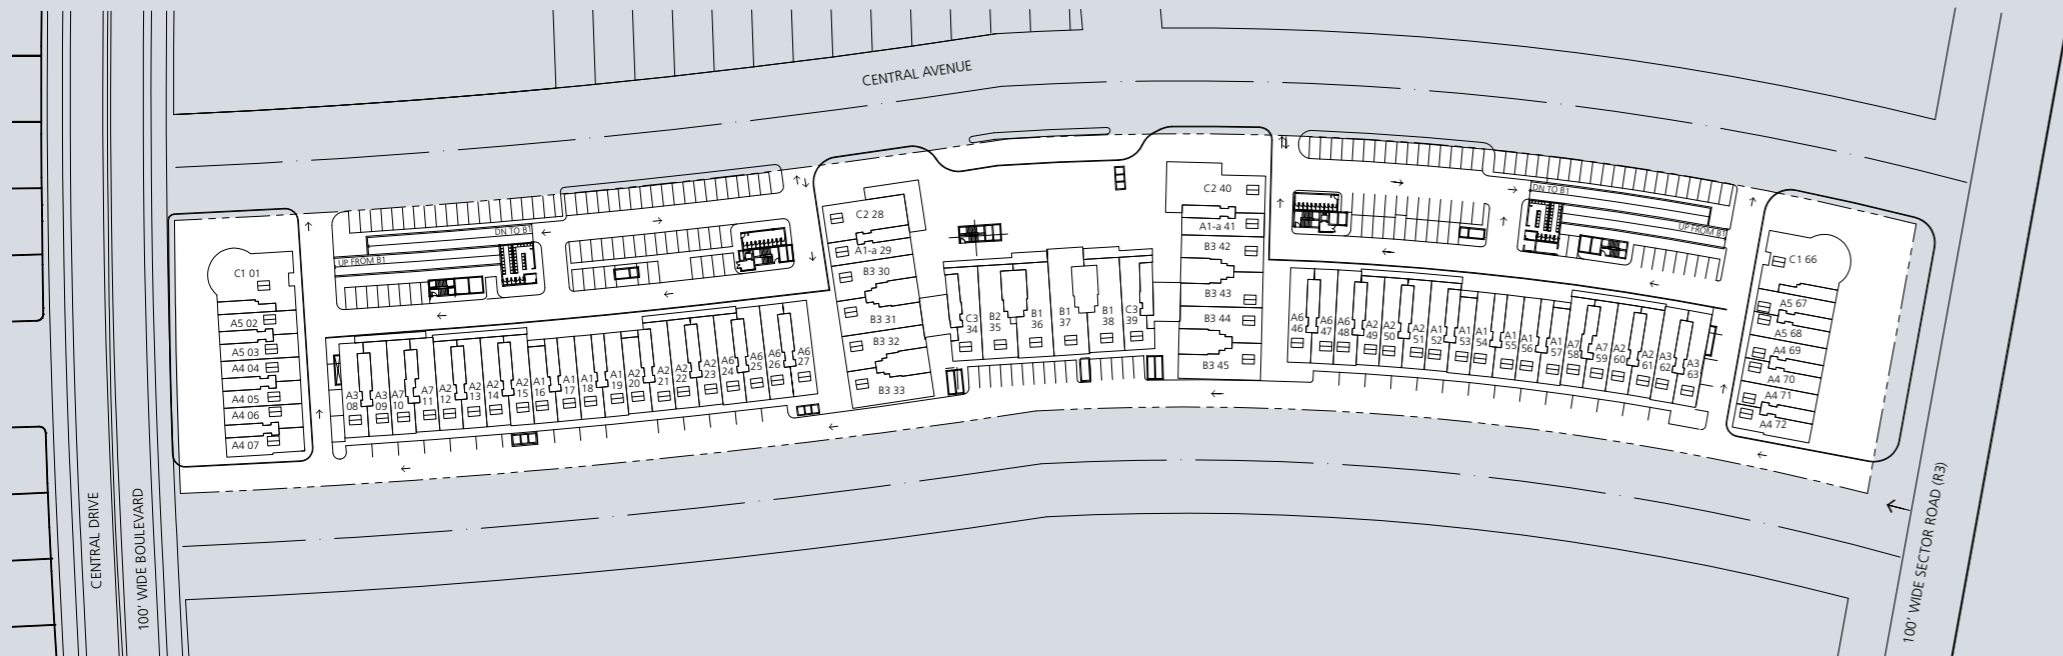 CENTRAL AVENUE
CENTRAL DRIVE
100' WIDE BOULEVARD
100' WIDE SECTOR ROAD (R3)
DN TO B1
UP FROM B1
DN TO B1
UP FROM B1
C1 01
A5 02
A5 03
A4 04
A4 05
A4 06
A4 07
A3
08
A3
09
A7
10
A7
11
A2
12
A2
13
A2
14
A2
15
A1
16
A1
17
A1
18
A1
19
A2
20
A2
21
A2
22
A2
23
A6
24
A6
25
A6
26
A6
27
C2 28
A1-a 29
B3 30
B3 31
B3 32
B3 33
C3
34
B2
35
B1
36
B1
37
B1
38
C3
39
C2 40
A1-a 41
B3 42
B3 43
B3 44
B3 45
A6
46
A6
47
A6
48
A2
49
A2
50
A2
51
A1
52
A1
53
A1
54
A1
55
A1
56
A1
57
A7
58
A7
59
A2
60
A2
61
A3
62
A3
63
C1 66
A5 67
A5 68
A4 69
A4 70
A4 71
A4 72